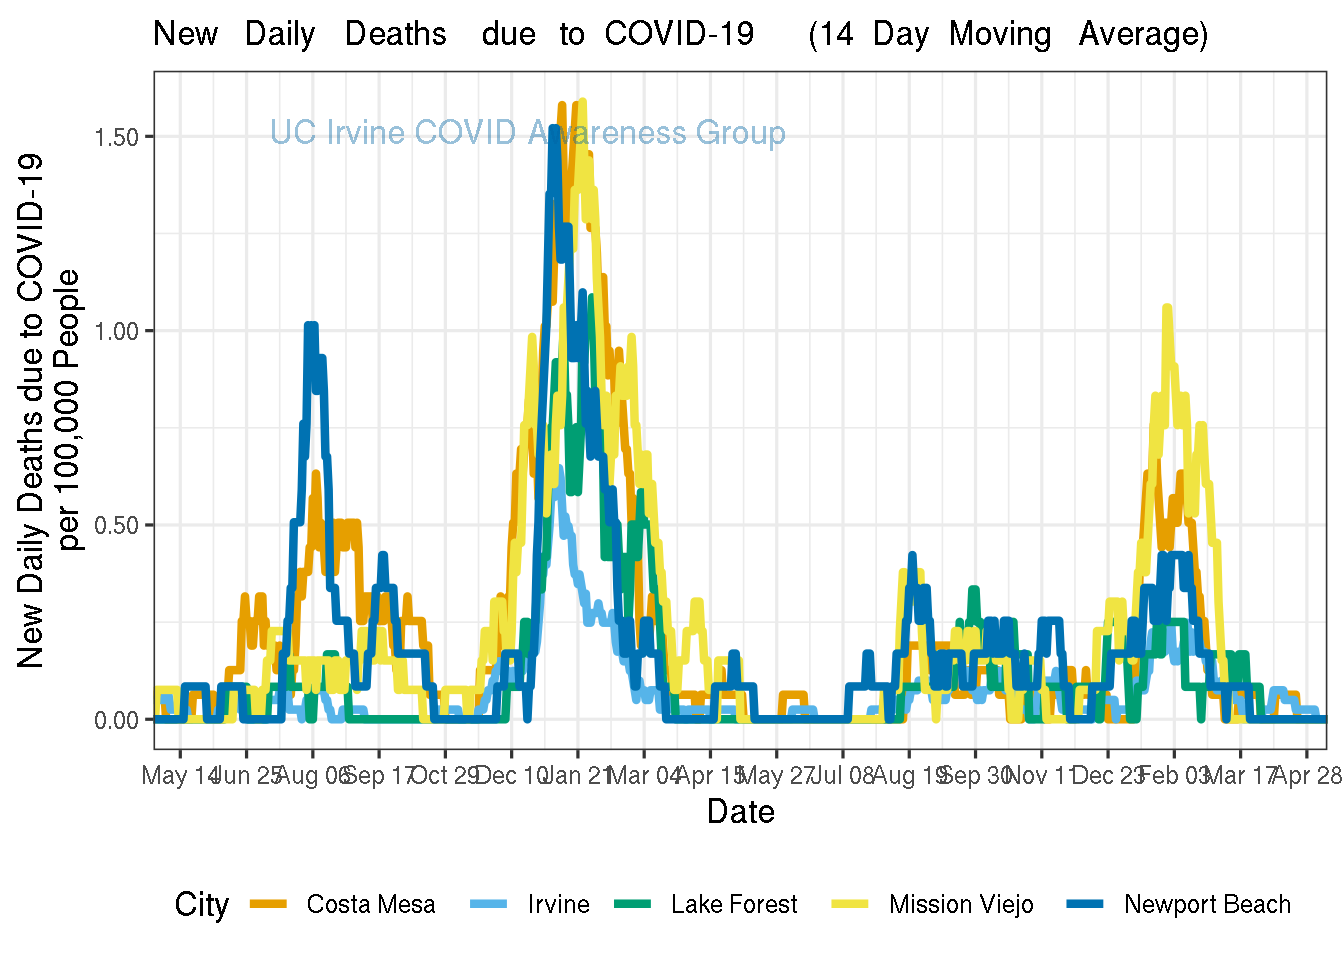 New Daily Deaths due to COVID-19 (14 Day Moving Average)
UC Irvine COVID Awareness Group
New Daily Deaths due to COVID-19
per 100,000 People
1.50
1.00
0.50
0.00
May 14 Jun 25 Aug 06 Sep 17 Oct 29 Dec 10 Jan 21 Mar 04 Apr 15 May 27 Jul 08 Aug 19 Sep 30 Nov 11 Dec 23 Feb 03 Mar 17 Apr 28
Date
City Costa Mesa Irvine Lake Forest Mission Viejo Newport Beach